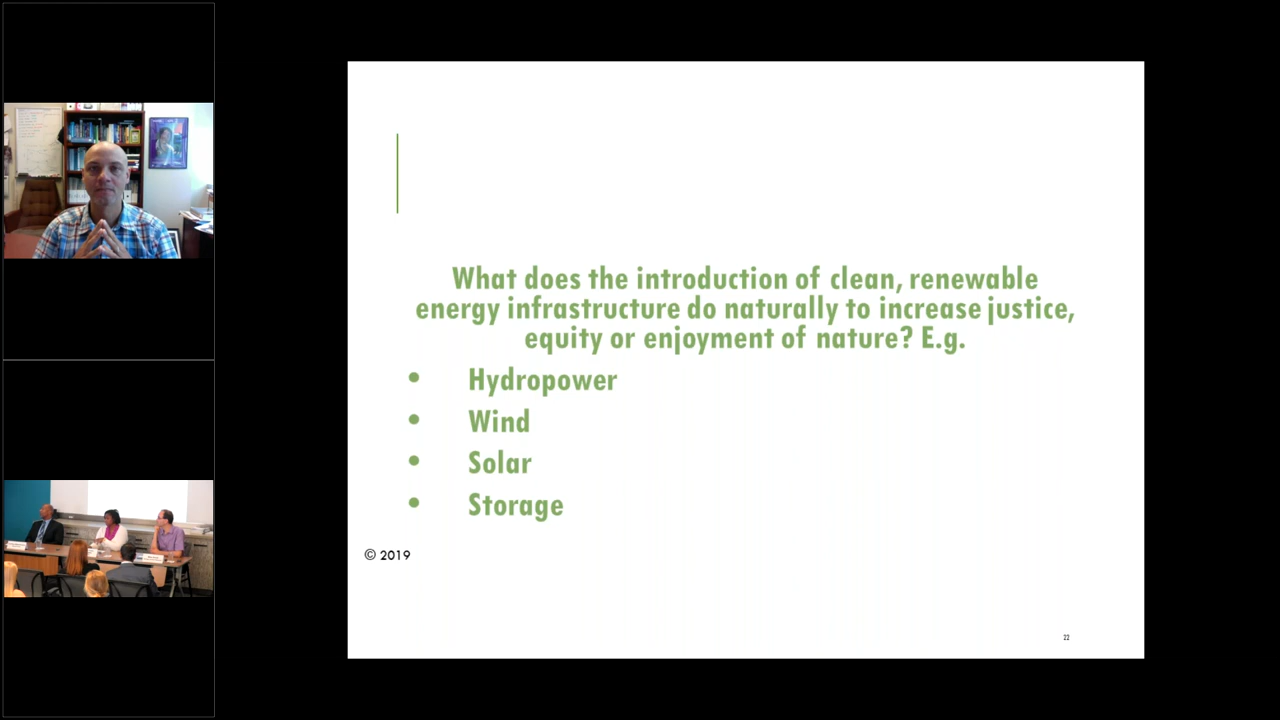 What does the introduction of clean, renewable
energy infrastructure do naturally to increase justice,
equity or enjoyment of nature? E.g.
• Hydropower
• Wind
• Solar
• Storage
© 2019
22